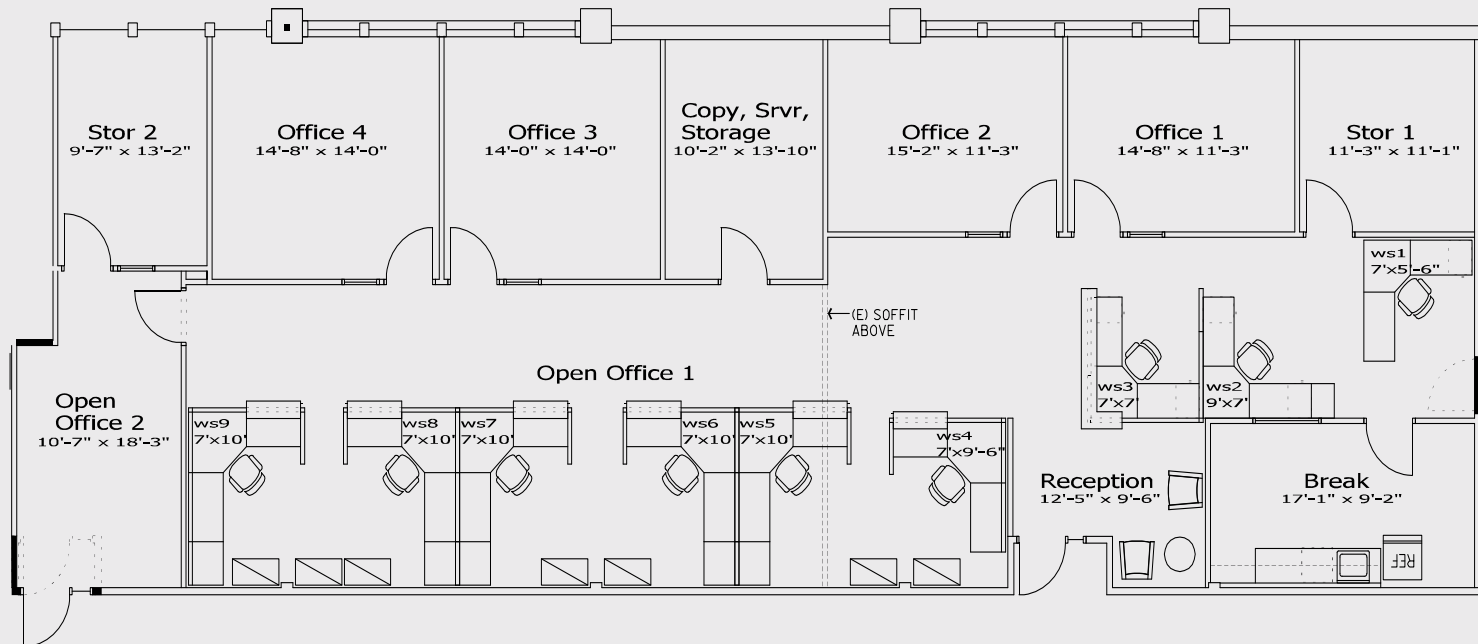 Stor 2
9'-7" x 13'-2"
Office 4
14'-8" x 14'-0"
Office 3
14'-0" x 14'-0"
Copy, Srvr,
Storage
10'-2" x 13'-10"
Office 2
15'-2" x 11'-3"
Office 1
14'-8" x 11'-3"
Stor 1
11'-3" x 11'-1"
ws1
7'x5'-6"
(E) SOFFIT
ABOVE
Open Office 1
ws3
7'x7'
ws2
9'x7'
Open
Office 2
10'-7" x 18'-3"
ws9
7'x10'
ws8
7'x10'
ws7
7'x10'
ws6
7'x10'
ws5
7'x10'
ws4
7'x9'-6"
Reception
12'-5" x 9'-6"
Break
17'-1" x 9'-2"
REF